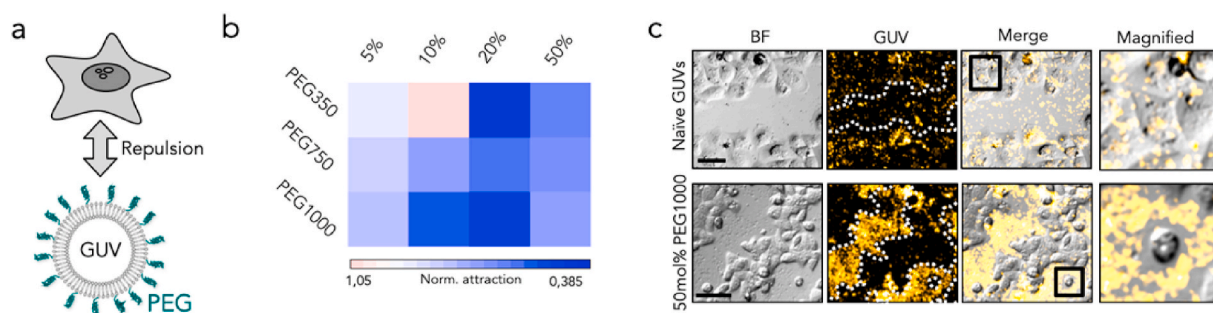 a
Repulsion
GUV
PEG
b
5%
10%
20%
50%
PEG350
PEG750
PEG1000
1,05
Norm. attraction
0,385
c
BF
GUV
Merge
Magnified
Naïve GUVs
50mol% PEG1000